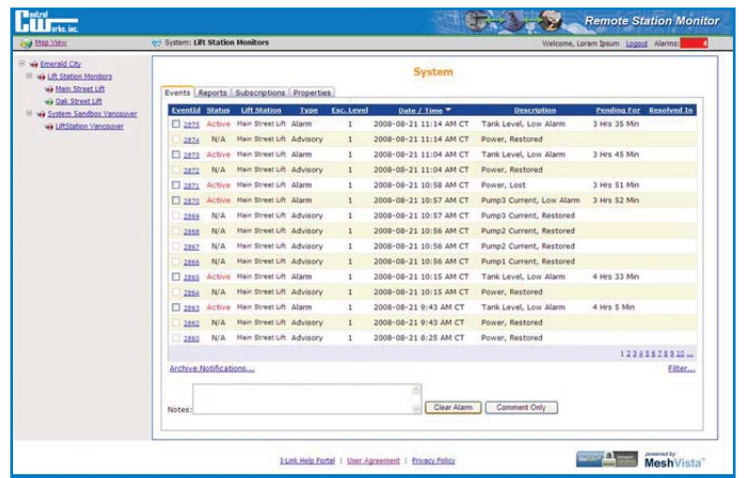 Control Works, inc.
Remote Station Monitor
Map View
System: Lift Station Monitors
Welcome, Loram Ipsum Logout Alarms: 4
Emerald City
Lift Station Monitors
Main Street Lift
Oak Street Lift
System Sandbox Vancouver
LiftStation Vancouver
System
Events Reports Subscriptions Properties
EventId Status Lift Station Type Esc. Level Date / Time Description Pending For Resolved In
2875 Active Main Street Lift Alarm 1 2008-08-21 11:14 AM CT Tank Level, Low Alarm 3 Hrs 35 Min
2874 N/A Main Street Lift Advisory 1 2008-08-21 11:14 AM CT Power, Restored
2873 Active Main Street Lift Alarm 1 2008-08-21 11:04 AM CT Tank Level, Low Alarm 3 Hrs 45 Min
2872 N/A Main Street Lift Advisory 1 2008-08-21 11:04 AM CT Power, Restored
2871 Active Main Street Lift Alarm 1 2008-08-21 10:58 AM CT Power, Lost 3 Hrs 51 Min
2870 Active Main Street Lift Alarm 1 2008-08-21 10:57 AM CT Pump3 Current, Low Alarm 3 Hrs 52 Min
2869 N/A Main Street Lift Advisory 1 2008-08-21 10:56 AM CT Pump3 Current, Restored
2868 N/A Main Street Lift Advisory 1 2008-08-21 10:56 AM CT Pump2 Current, Restored
2867 N/A Main Street Lift Advisory 1 2008-08-21 10:56 AM CT Pump2 Current, Restored
2866 N/A Main Street Lift Advisory 1 2008-08-21 10:56 AM CT Pump1 Current, Restored
2865 Active Main Street Lift Alarm 1 2008-08-21 10:15 AM CT Tank Level, Low Alarm 4 Hrs 33 Min
2864 N/A Main Street Lift Advisory 1 2008-08-21 10:15 AM CT Power, Restored
2863 Active Main Street Lift Alarm 1 2008-08-21 9:43 AM CT Tank Level, Low Alarm 4 Hrs 5 Min
2862 N/A Main Street Lift Advisory 1 2008-08-21 9:43 AM CT Power, Restored
2860 N/A Main Street Lift Advisory 1 2008-08-21 8:25 AM CT Power, Restored
1 2 3 4 5 6 7 8 9 10 ...
Archive Notifications... Filter...
Notes: Clear Alarm Comment Only
I-Link Help Portal | User Agreement | Privacy Policy
powered by
MeshVista™